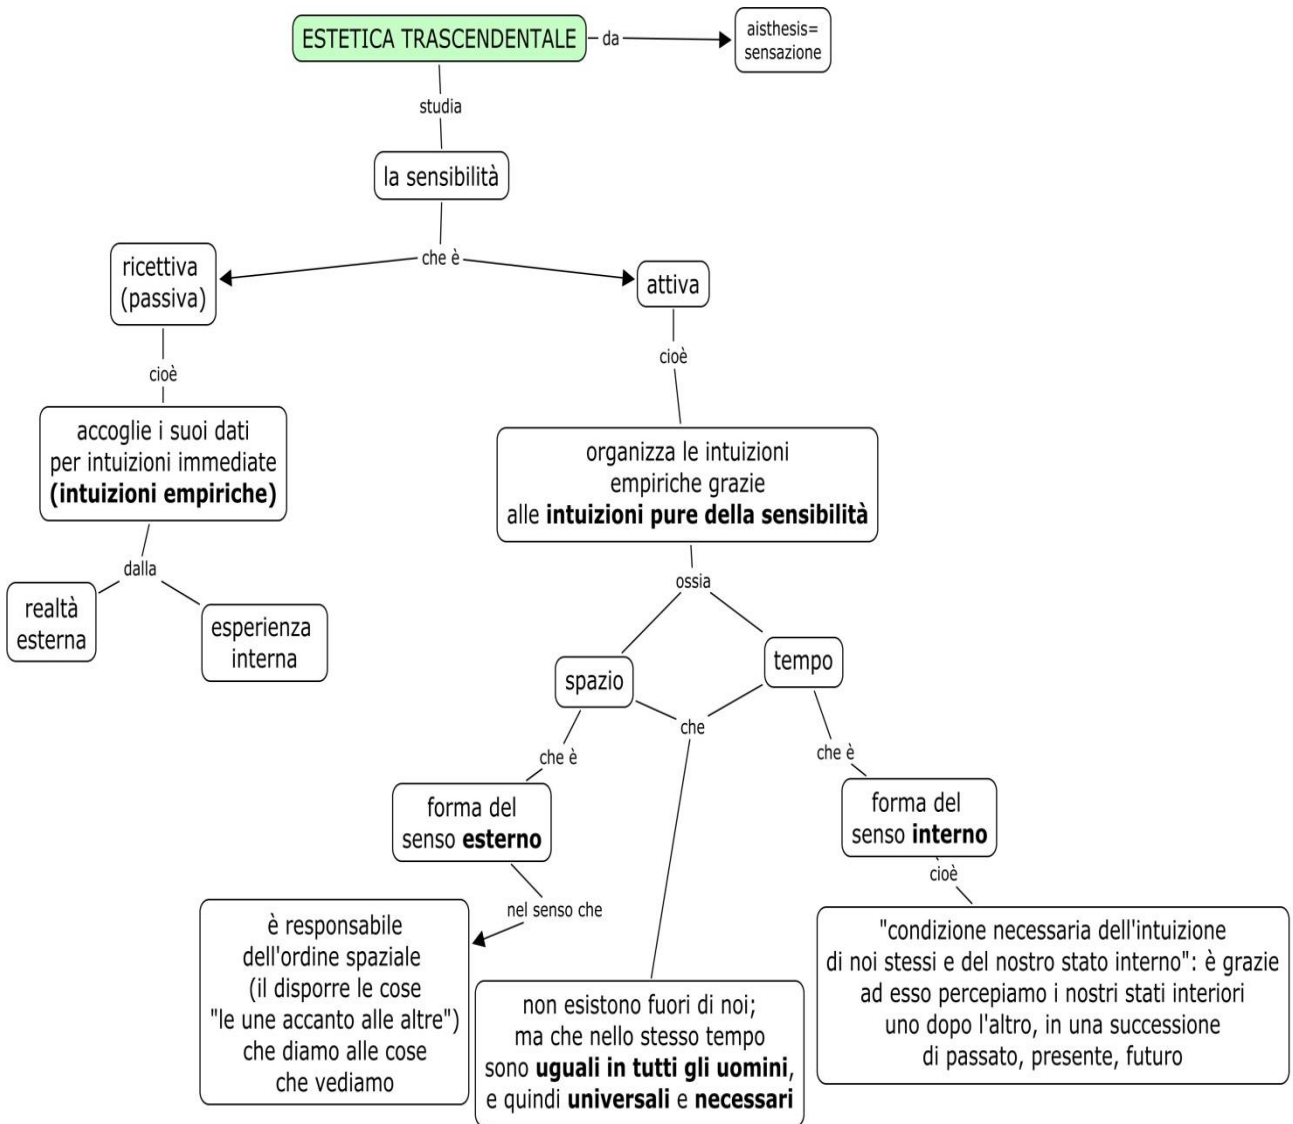 ESTETICA TRASCENDENTALE
da
aisthesis=
sensazione
studia
la sensibilità
che è
ricettiva
(passiva)
attiva
cioè
cioè
accoglie i suoi dati
per intuizioni immediate
(intuizioni empiriche)
organizza le intuizioni
empiriche grazie
alle intuizioni pure della sensibilità
dalla
ossia
realtà
esterna
esperienza
interna
spazio
tempo
che
che è
che è
forma del
senso esterno
forma del
senso interno
nel senso che
cioè
è responsabile
dell'ordine spaziale
(il disporre le cose
"le une accanto alle altre")
che diamo alle cose
che vediamo
non esistono fuori di noi;
ma che nello stesso tempo
sono uguali in tutti gli uomini,
e quindi universali e necessari
"condizione necessaria dell'intuizione
di noi stessi e del nostro stato interno": è grazie
ad esso percepiamo i nostri stati interiori
uno dopo l'altro, in una successione
di passato, presente, futuro